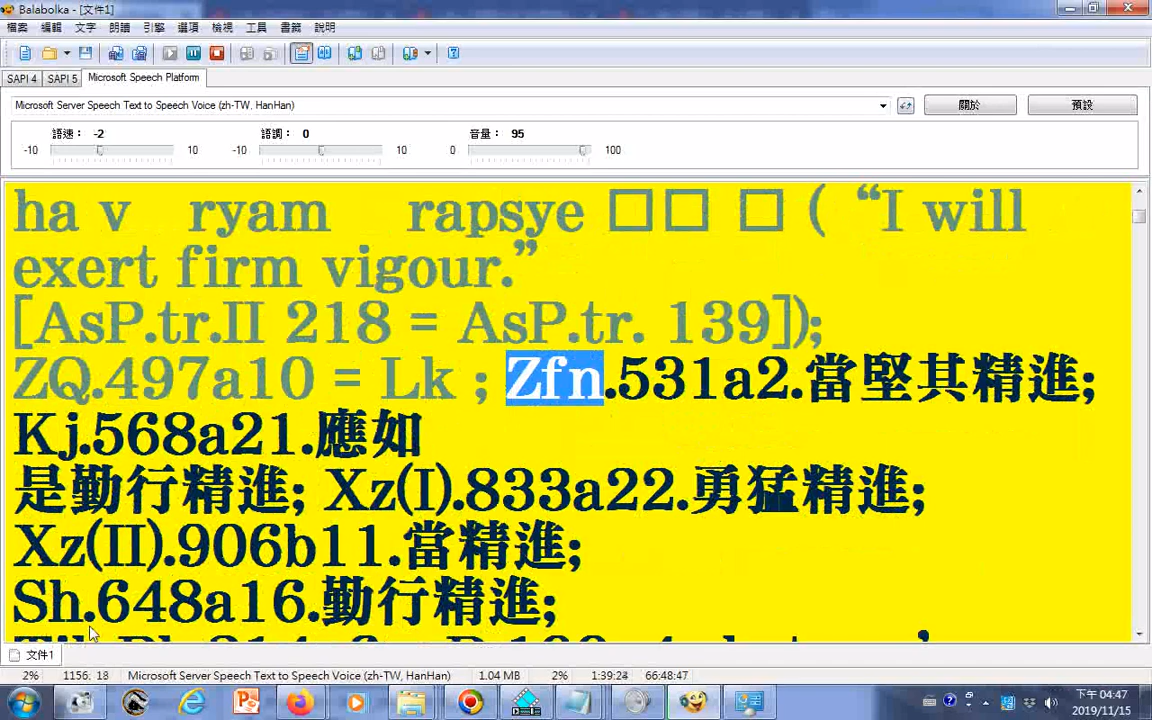 Balabolka - [文件1]
檔案 編輯 文字 朗讀 引擎 選項 檢視 工具 書籤 說明
SAPI 4 SAPI 5 Microsoft Speech Platform
Microsoft Server Speech Text to Speech Voice (zh-TW, HanHan) 關於 預設
語速： -2 語調： 0 音量： 95
-10 10 -10 10 0 100
ha v ryam rapsye □□ □ ( “I will
exert firm vigour.”
[AsP.tr.II 218 = AsP.tr. 139]);
ZQ.497a10 = Lk ; Zfn.531a2.當堅其精進;
Kj.568a21.應如
是勤行精進; Xz(I).833a22.勇猛精進;
Xz(II).906b11.當精進;
Sh.648a16.勤行精進;
文件1
2% 1156: 18 Microsoft Server Speech Text to Speech Voice (zh-TW, HanHan) 1.04 MB 2% 1:39:24 66:48:47
下午 04:47
2019/11/15